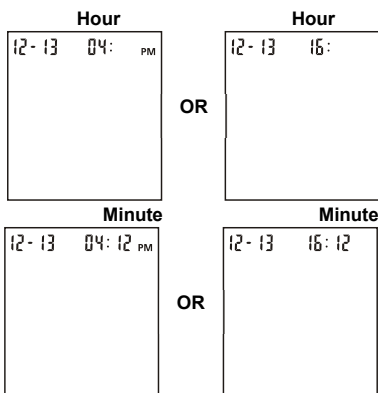 Hour Hour
12-13 04: PM 12-13 16:
OR
Minute Minute
12-13 04:12 PM 12-13 16:12
OR